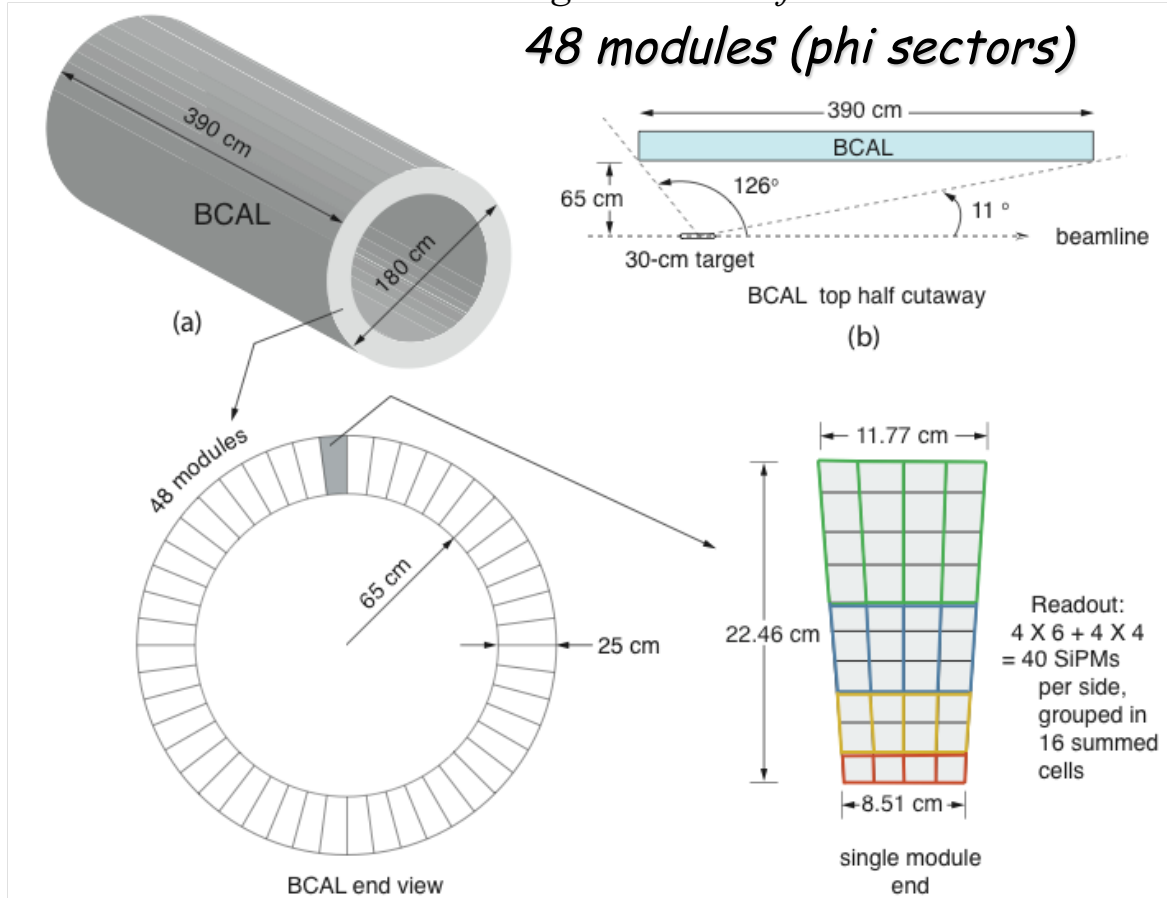 48 modules (phi sectors)
390 cm
BCAL
180 cm
(a)
390 cm
BCAL
65 cm
126°
11 °
beamline
30-cm target
BCAL top half cutaway
(b)
48 modules
65 cm
25 cm
BCAL end view
11.77 cm
22.46 cm
8.51 cm
single module
end
Readout:
4 X 6 + 4 X 4
= 40 SiPMs
per side,
grouped in
16 summed
cells